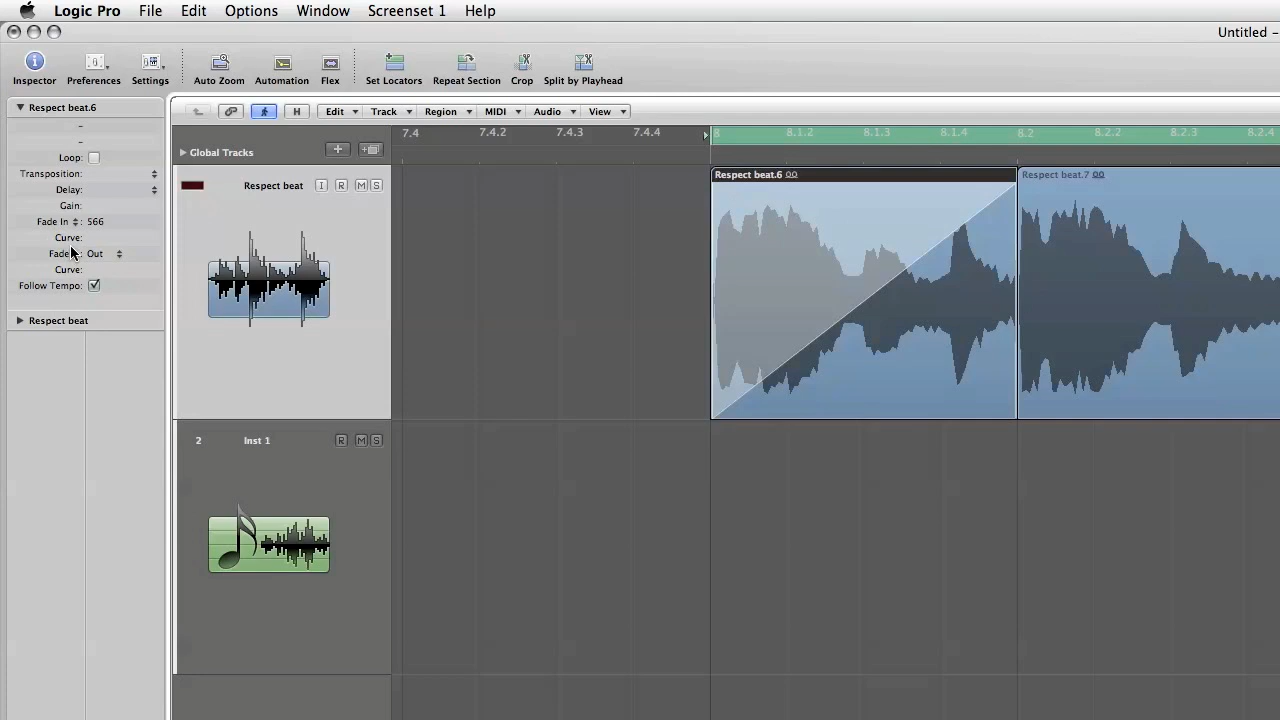 Logic Pro File Edit Options Window Screenset 1 Help
Untitled –
Inspector Preferences Settings Auto Zoom Automation Flex Set Locators Repeat Section Crop Split by Playhead
Respect beat.6
H Edit Track Region MIDI Audio View
–
7.4 7.4.2 7.4.3 7.4.4 8 8.1.2 8.1.3 8.1.4 8.2 8.2.2 8.2.3 8.2.4
–
Global Tracks
Loop:
Transposition:
Respect beat.6 Respect beat.7
Delay:
Respect beat I R M S
Gain:
Fade In : 566
Curve:
Fade : Out
Curve:
Follow Tempo:
Respect beat
2 Inst 1 R M S